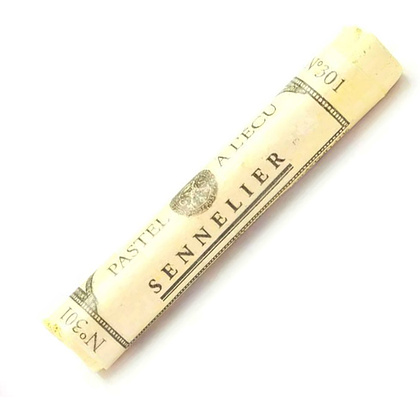 N°301
PASTEL A L'ECU
SENNELIER
N°301